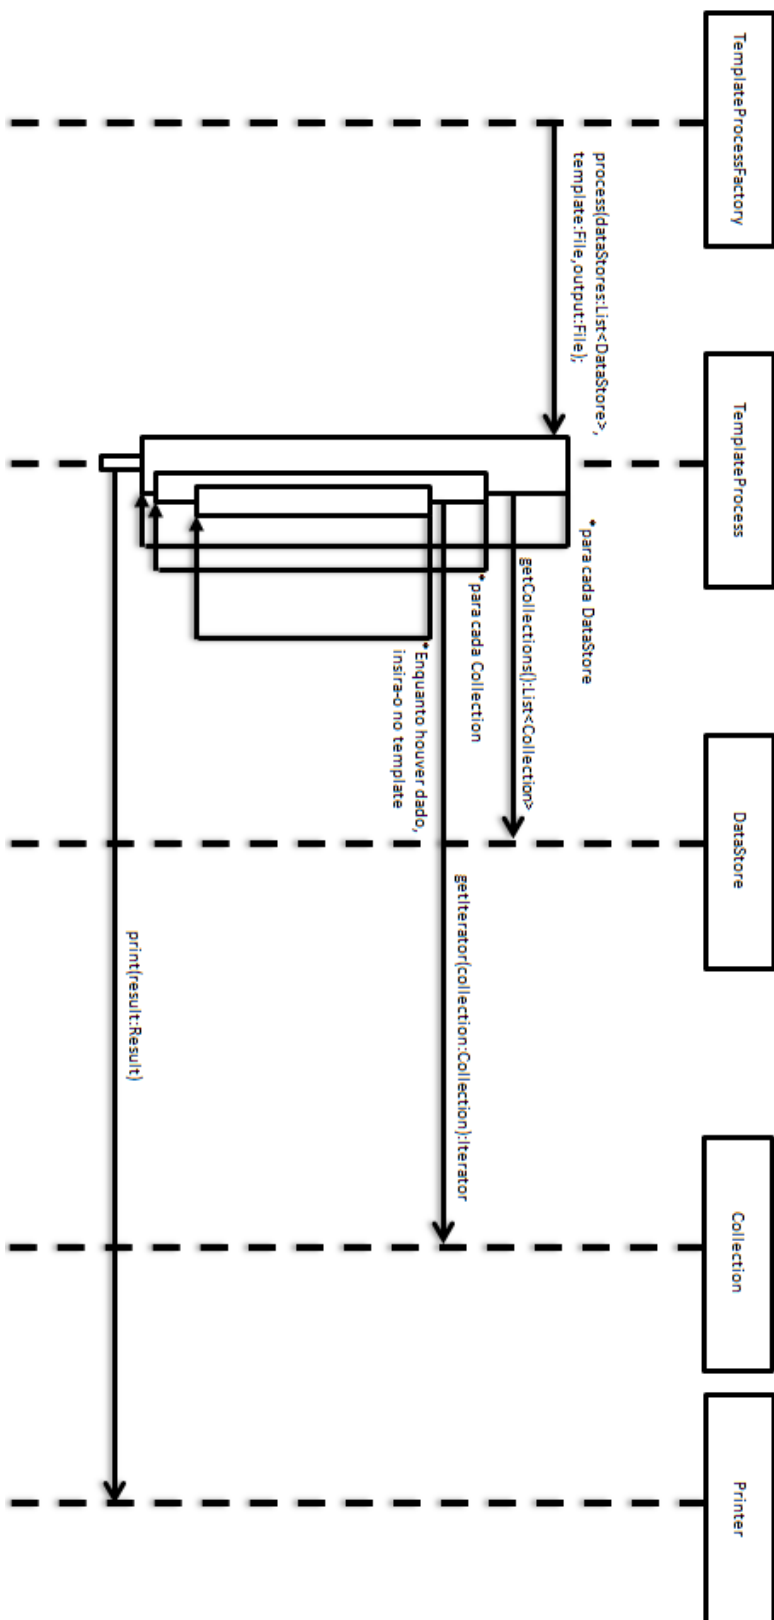 TemplateProcessFactory
TemplateProcess
DataStore
Collection
Printer
process(dataStores:List<DataStore>,
template:File,output:File);
*para cada DataStore
getCollections():List<Collection>
*para cada Collection
getIterator(collection:Collection):Iterator
*Enquanto houver dado,
insira-o no template
print(result:Result)